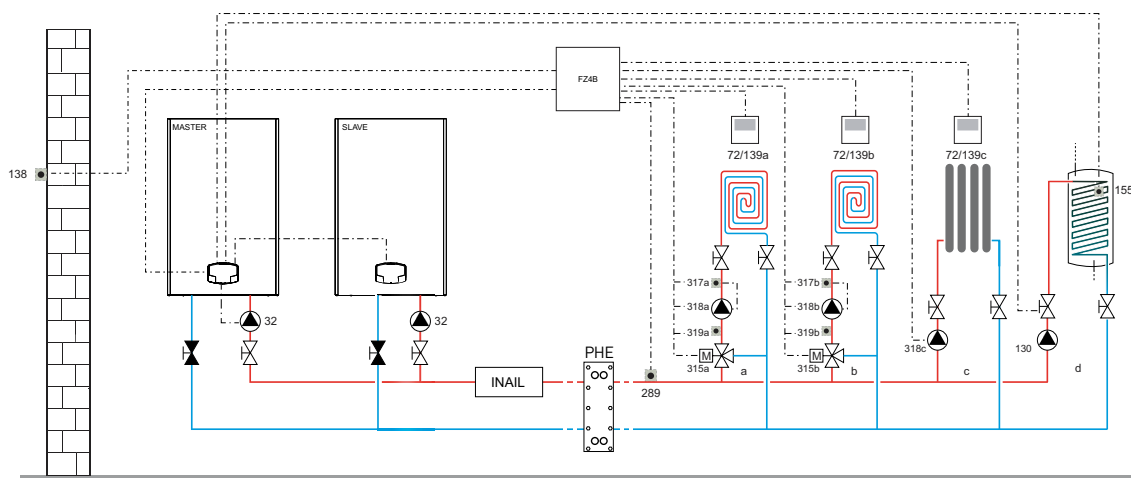 FZ4B
MASTER
SLAVE
138
72/139a
72/139b
72/139c
155
317a
317b
318a
318b
32
32
319a
319b
318c
130
M
M
PHE
315a
a
315b
b
c
d
INAIL
289